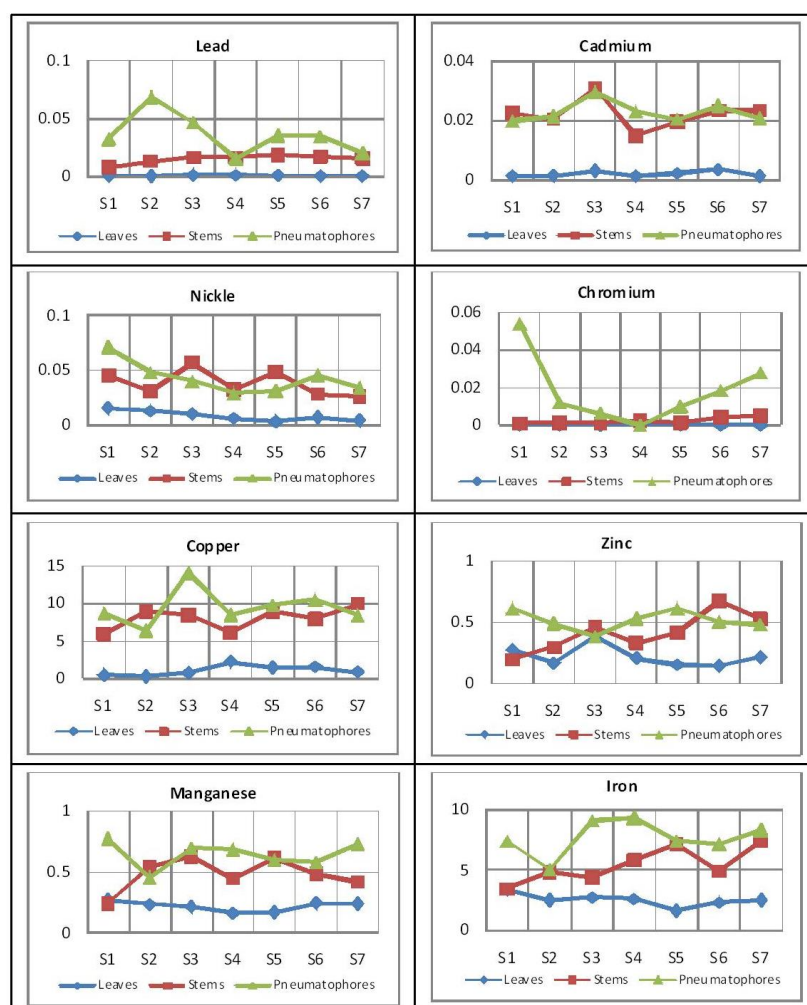 Lead
0.1
0.05
0
S1 S2 S3 S4 S5 S6 S7
Leaves Stems Pneumatophores
Cadmium
0.04
0.02
0
S1 S2 S3 S4 S5 S6 S7
Leaves Stems Pneumatophores
Nickle
0.1
0.05
0
S1 S2 S3 S4 S5 S6 S7
Leaves Stems Pneumatophores
Chromium
0.06
0.04
0.02
0
S1 S2 S3 S4 S5 S6 S7
Leaves Stems Pneumatophores
Copper
15
10
5
0
S1 S2 S3 S4 S5 S6 S7
Leaves Stems Pneumatophores
Zinc
1
0.5
0
S1 S2 S3 S4 S5 S6 S7
Leaves Stems Pneumatophores
Manganese
1
0.5
0
S1 S2 S3 S4 S5 S6 S7
Leaves Stems Pneumatophores
Iron
10
5
0
S1 S2 S3 S4 S5 S6 S7
Leaves Stems Pneumatophores